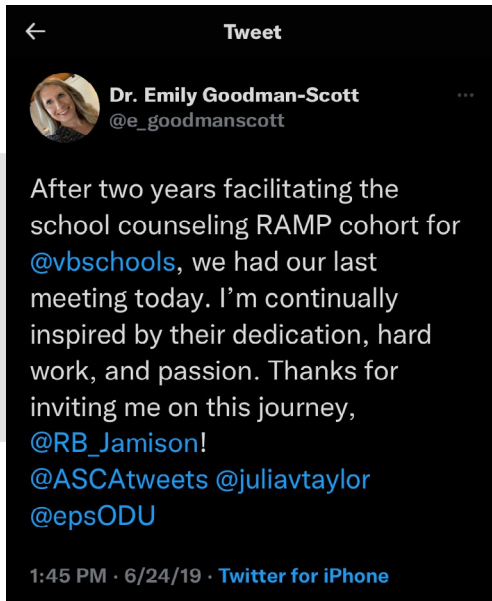 Tweet
Dr. Emily Goodman-Scott
@e_goodmanscott
After two years facilitating the
school counseling RAMP cohort for
@vbschools, we had our last
meeting today. I’m continually
inspired by their dedication, hard
work, and passion. Thanks for
inviting me on this journey,
@RB_Jamison!
@ASCAtweets @juliavtaylor
@epsODU
1:45 PM · 6/24/19 · Twitter for iPhone